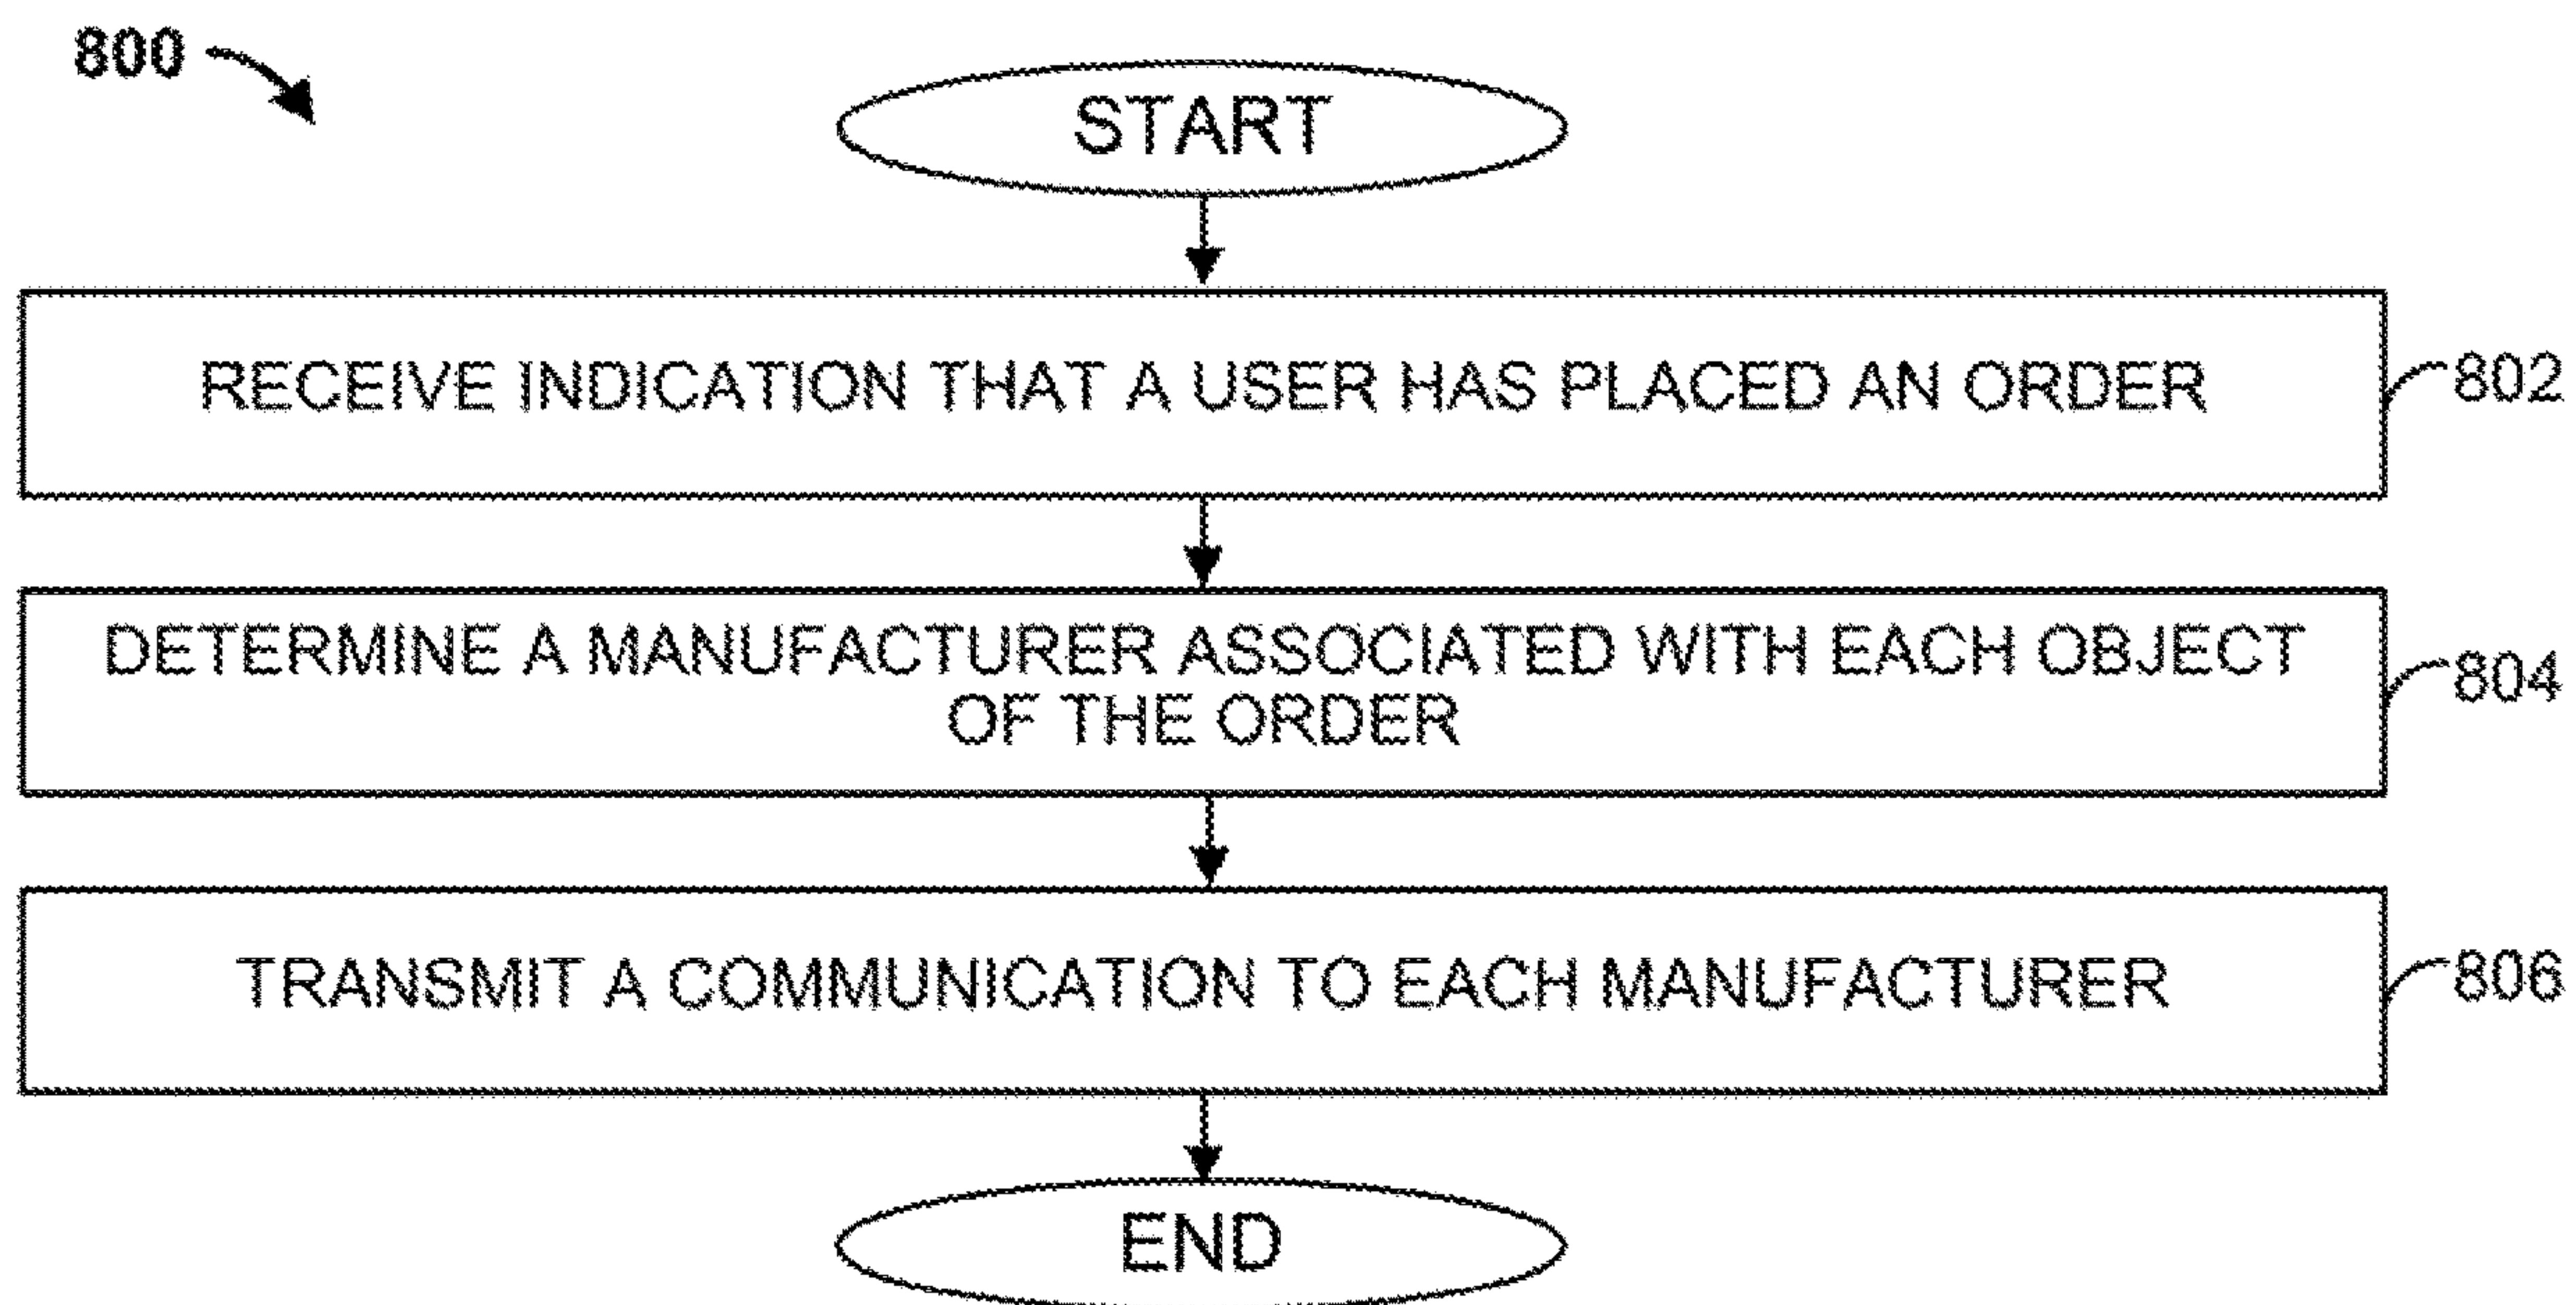 800
START
RECEIVE INDICATION THAT A USER HAS PLACED AN ORDER
802
DETERMINE A MANUFACTURER ASSOCIATED WITH EACH OBJECT
OF THE ORDER
804
TRANSMIT A COMMUNICATION TO EACH MANUFACTURER
806
END